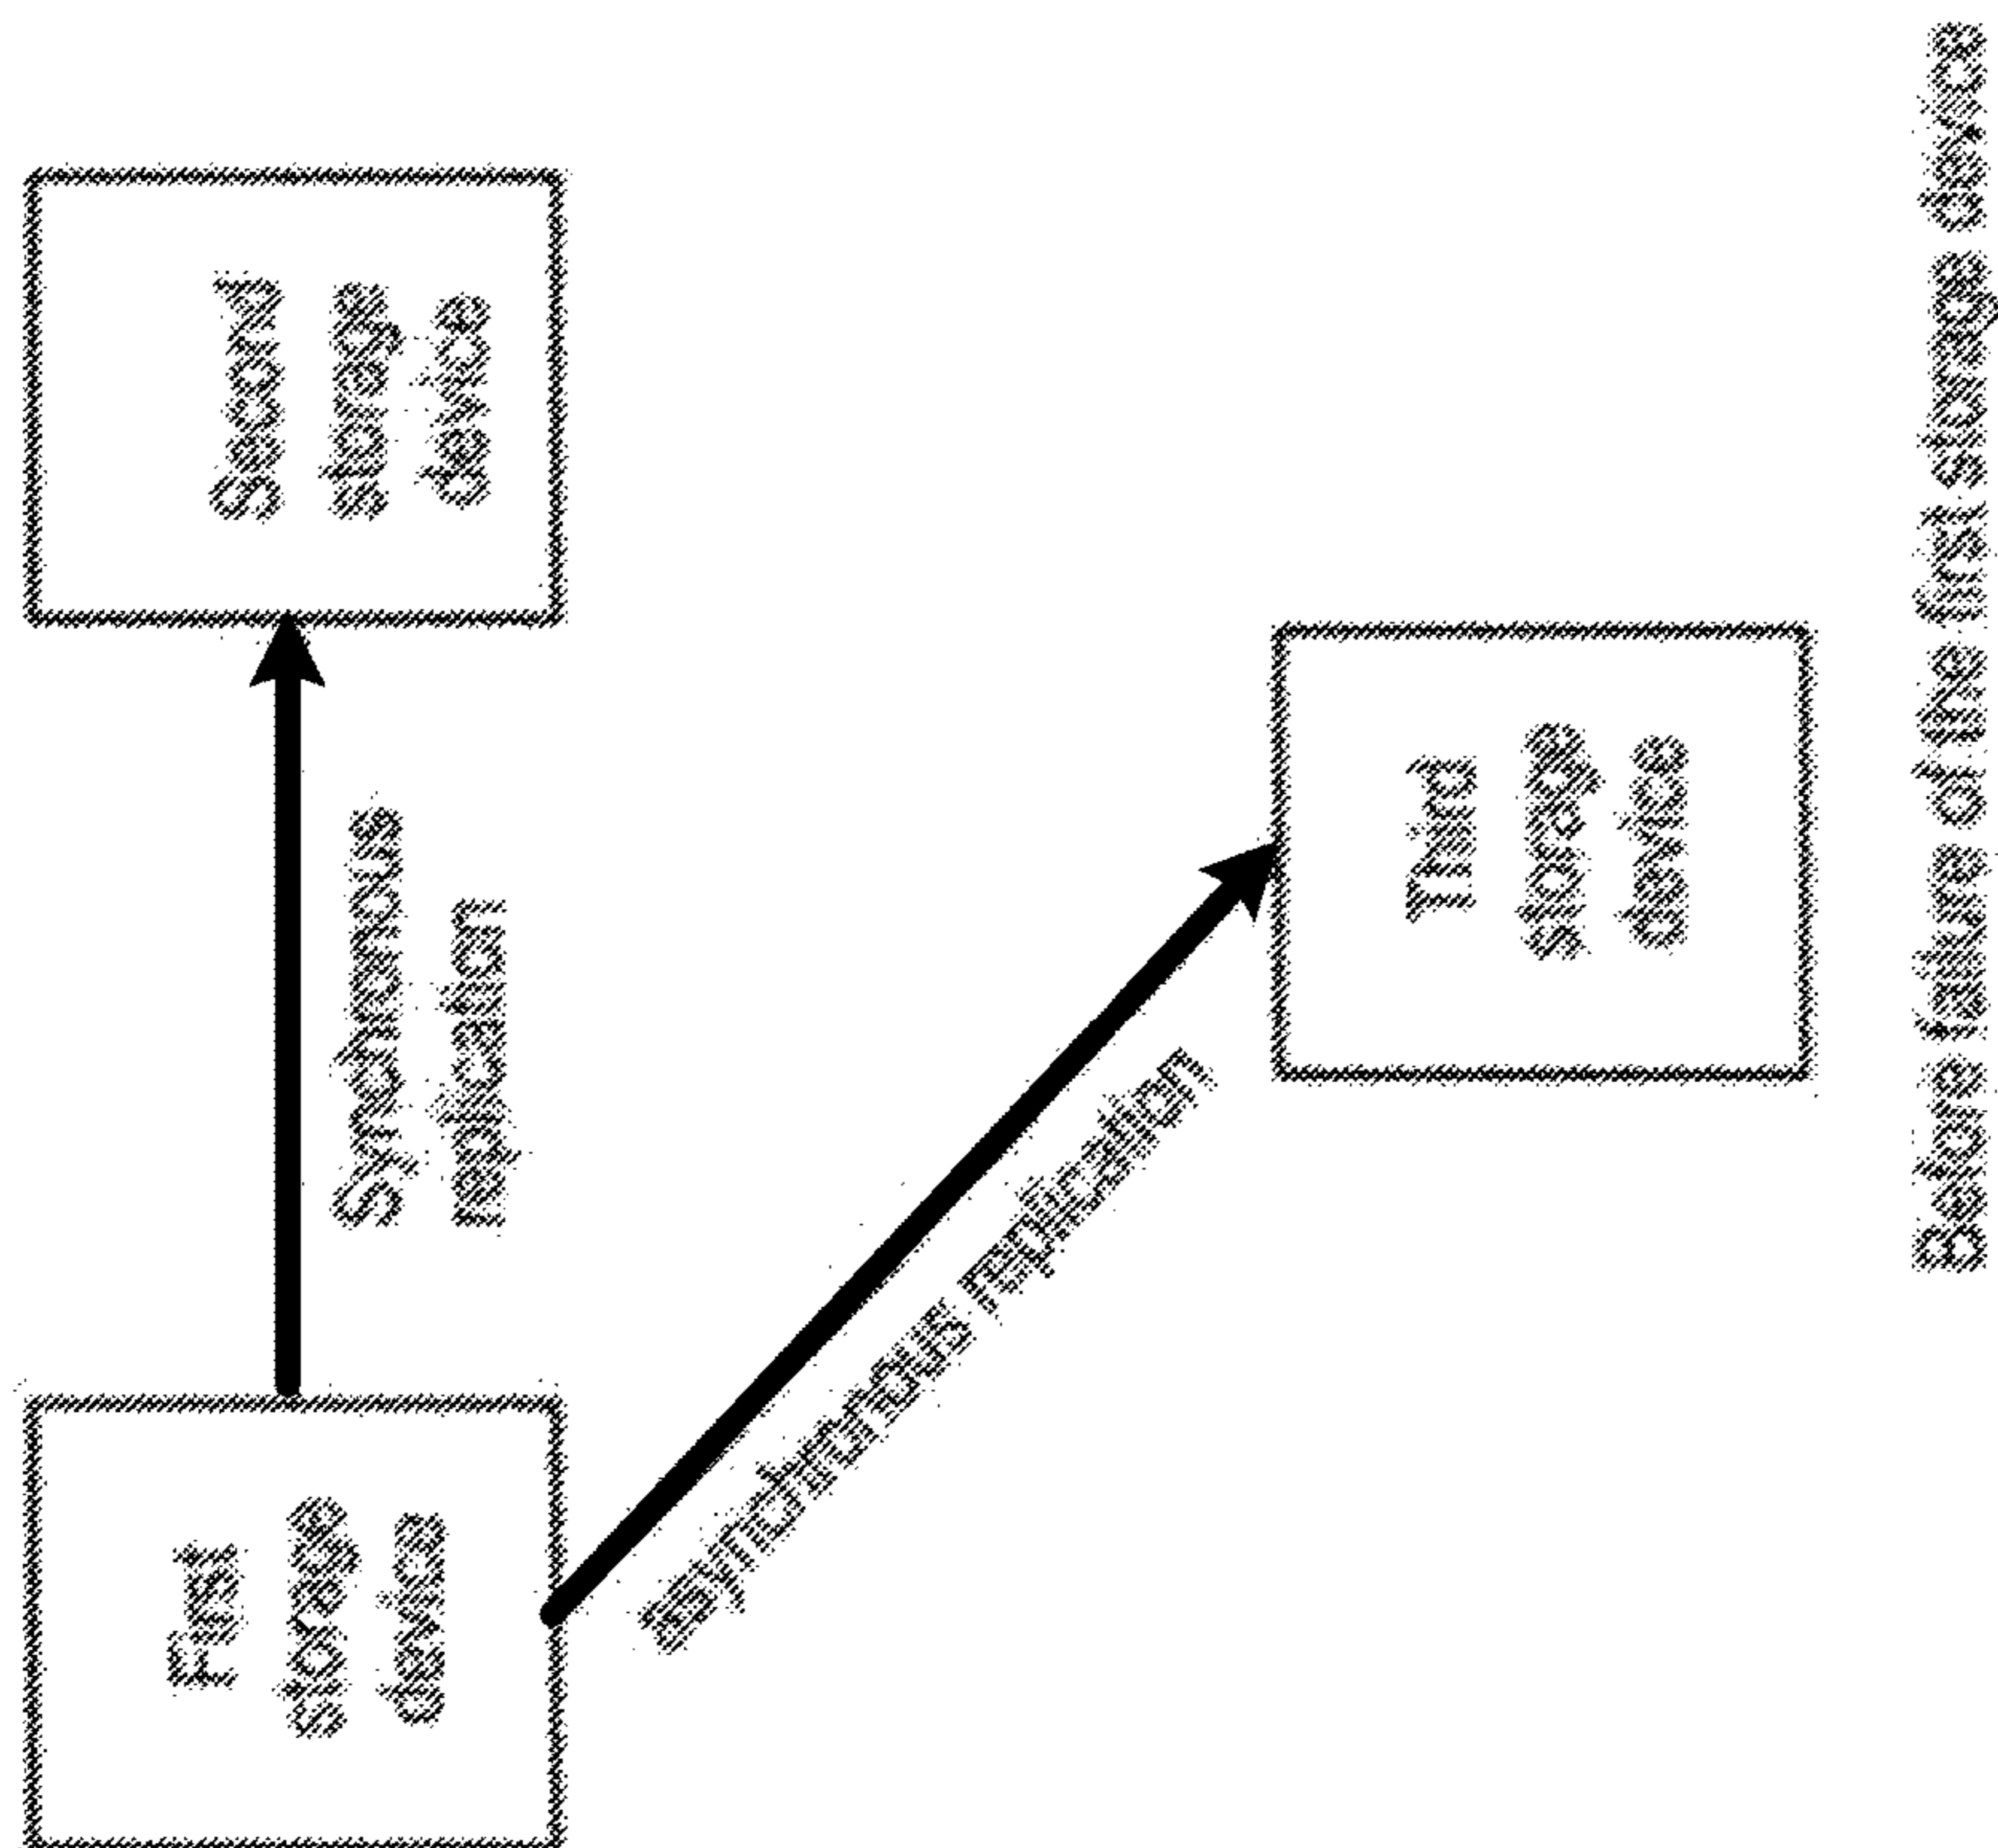 First
storage
device
Synchronous
replication
Second
storage
device
Asynchronous replication
Third
storage
device
Before failure of the first storage device